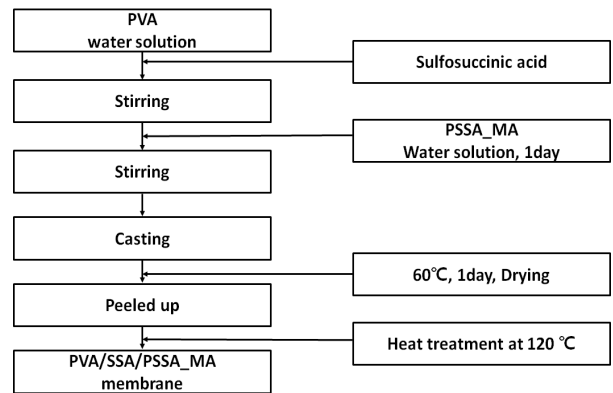 PVA
water solution
Sulfosuccinic acid
Stirring
PSSA_MA
Water solution, 1day
Stirring
Casting
60℃, 1day, Drying
Peeled up
Heat treatment at 120 ℃
PVA/SSA/PSSA_MA
membrane